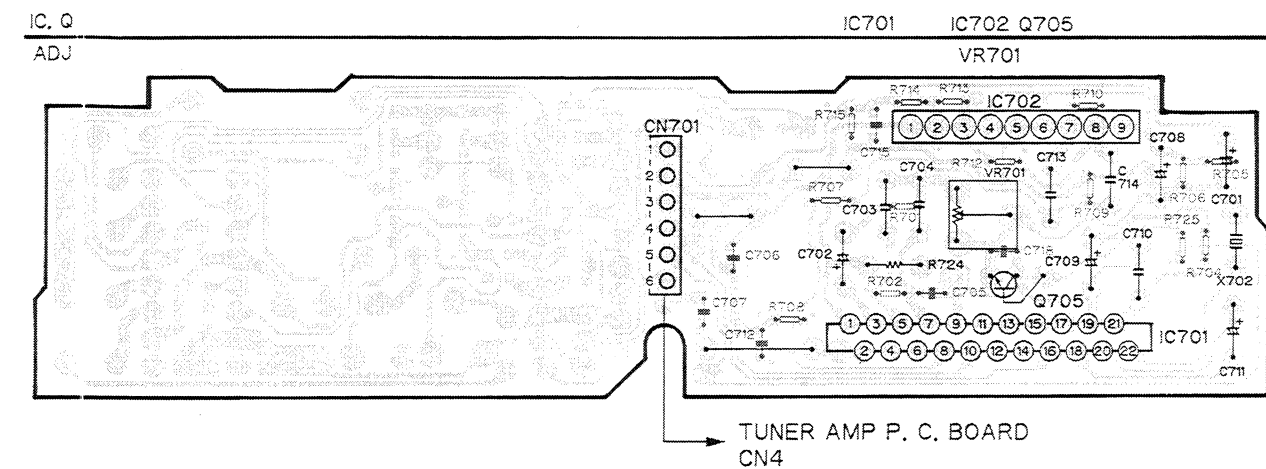 IC, Q IC701 IC702 Q705
ADJ VR701
R714 R713 R710
IC702
R715
1 2 3 4 5 6 7 8 9
CN701
1
2
3
4
5
6
C715
C708
C704 R712 C713
VR701
C714
R705
R707
C703
R709
R706 C701
R725
C710
C706 C702
C709
R724
R704
X702
R702 C705
Q705
C707
R708
C712
1 3 5 7 9 11 13 15 17 19 21
IC701
2 4 6 8 10 12 14 16 18 20 22
C711
TUNER AMP P. C. BOARD
CN4